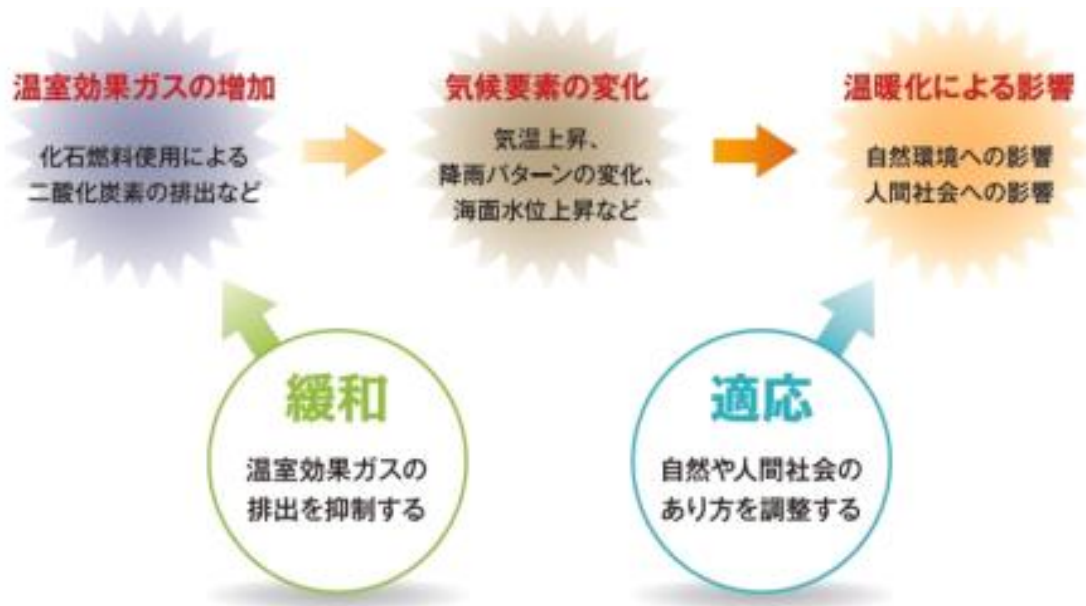 温室効果ガスの増加
化石燃料使用による
二酸化炭素の排出など
気候要素の変化
気温上昇、
降雨パターンの変化、
海面水位上昇など
温暖化による影響
自然環境への影響
人間社会への影響
緩和
温室効果ガスの
排出を抑制する
適応
自然や人間社会の
あり方を調整する